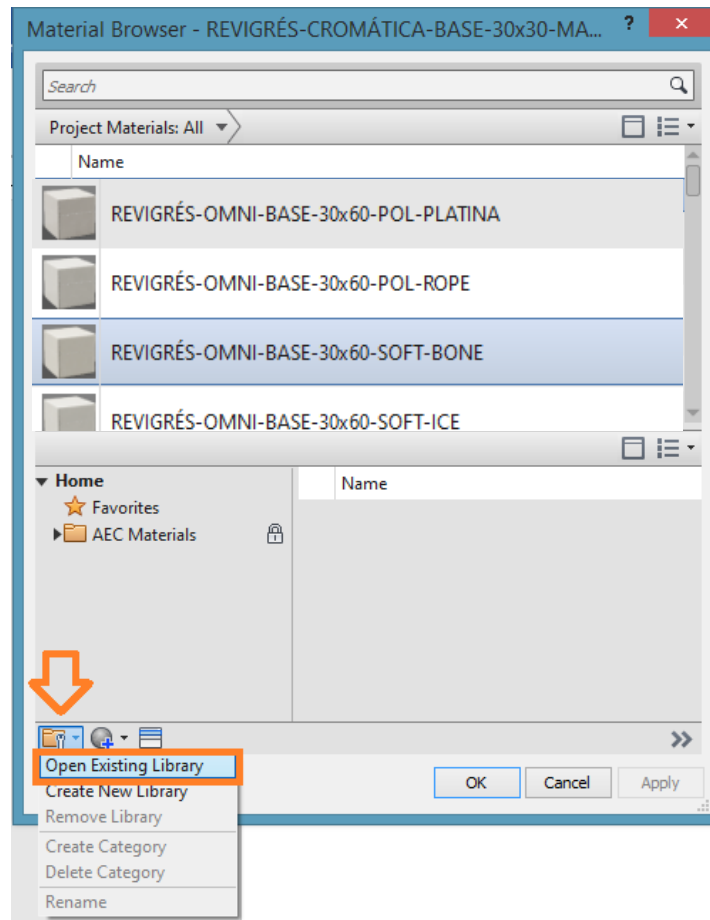 Material Browser - REVIGRÉS-CROMÁTICA-BASE-30x30-MA... ?
Search
Project Materials: All
Name
REVIGRÉS-OMNI-BASE-30x60-POL-PLATINA
REVIGRÉS-OMNI-BASE-30x60-POL-ROPE
REVIGRÉS-OMNI-BASE-30x60-SOFT-BONE
REVIGRÉS-OMNI-BASE-30x60-SOFT-ICE
Home
Name
Favorites
AEC Materials
Open Existing Library
Create New Library
Remove Library
Create Category
Delete Category
Rename
OK Cancel Apply